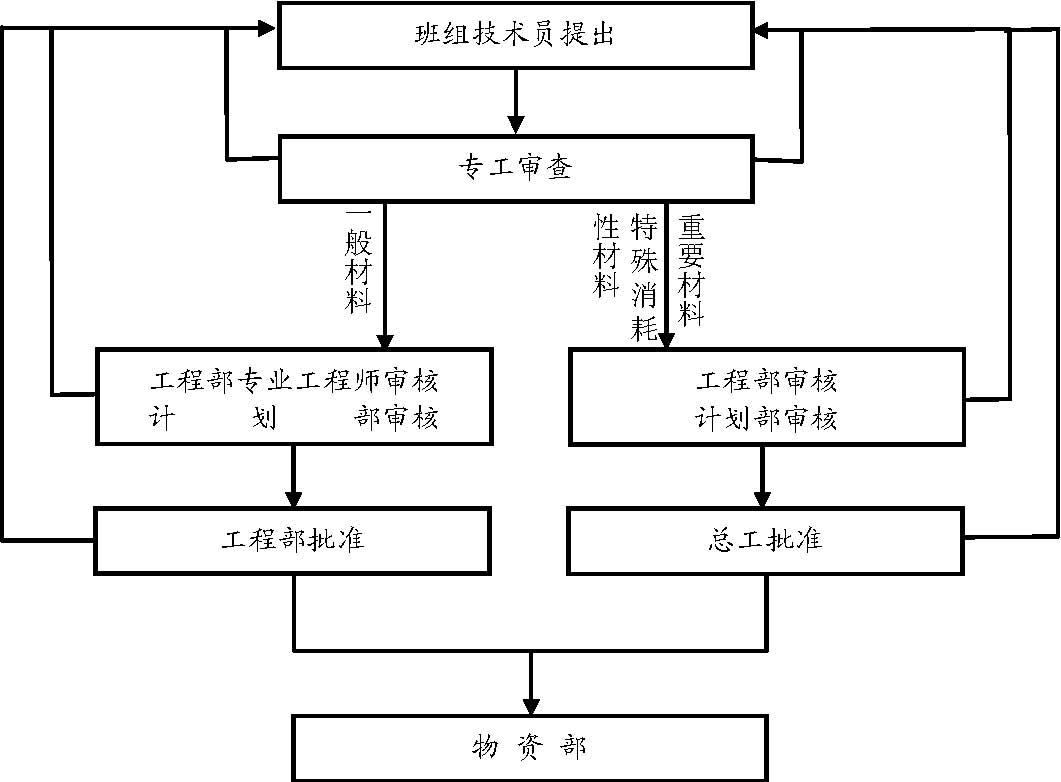 班组技术员提出
专工审查
一般材料
性材料
特殊消耗
重要材料
工程部专业工程师审核
计 划 部审核
工程部审核
计划部审核
工程部批准
总工批准
物 资 部